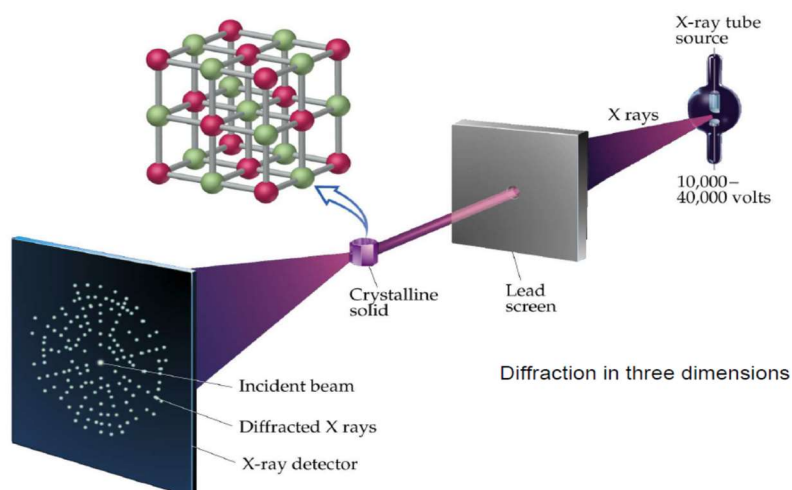 X-ray tube
source
X rays
10,000–
40,000 volts
Lead
screen
Crystalline
solid
Diffraction in three dimensions
Incident beam
Diffracted X rays
X-ray detector